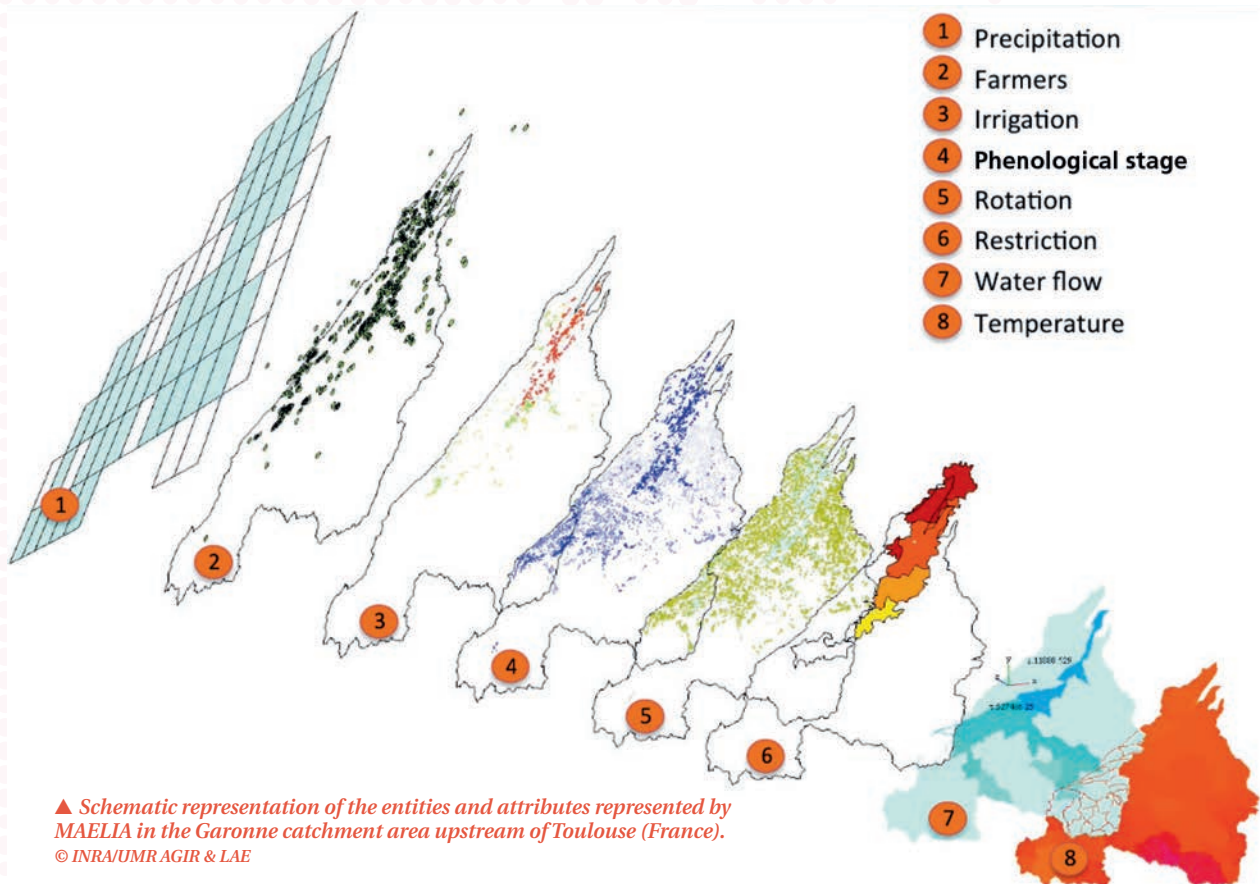 1 Precipitation
2 Farmers
3 Irrigation
4 Phenological stage
5 Rotation
6 Restriction
7 Water flow
8 Temperature
1
2
3
4
5
6
7
8
y
x
▲ Schematic representation of the entities and attributes represented by
MAELIA in the Garonne catchment area upstream of Toulouse (France).
© INRA/UMR AGIR & LAE